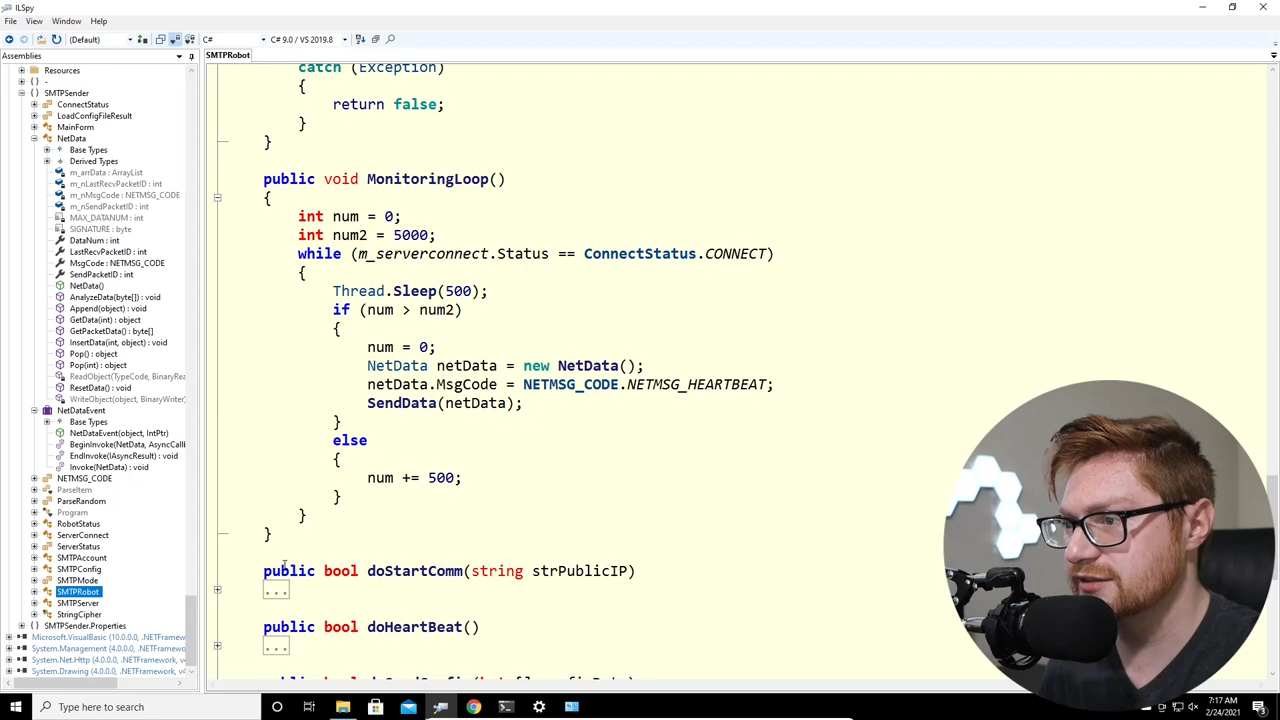 ILSpy
File View Window Help
(Default) C# C# 9.0 / VS 2019.8
Assemblies
Resources
-
SMTPSender
ConnectStatus
LoadConfigFileResult
MainForm
NetData
Base Types
Derived Types
m_arrData : ArrayList
m_nLastRecvPacketID : int
m_nMsgCode : NETMSG_CODE
m_nSendPacketID : int
MAX_DATANUM : int
SIGNATURE : byte
DataNum : int
LastRecvPacketID : int
MsgCode : NETMSG_CODE
SendPacketID : int
NetData()
AnalyzeData(byte[]) : void
Append(object) : void
GetData(int) : object
GetPacketData() : byte[]
InsertData(int, object) : void
Pop() : object
Pop(int) : object
ReadObject(TypeCode, BinaryRea
ResetData() : void
WriteObject(object, BinaryWriter)
NetDataEvent
Base Types
NetDataEvent(object, IntPtr)
BeginInvoke(NetData, AsyncCallb
EndInvoke(IAsyncResult) : void
Invoke(NetData) : void
NETMSG_CODE
ParseItem
ParseRandom
Program
RobotStatus
ServerConnect
ServerStatus
SMTPAccount
SMTPConfig
SMTPMode
SMTPRobot
SMTPServer
StringCipher
SMTPSender.Properties
Microsoft.VisualBasic (10.0.0.0, .NETFramew
System.Management (4.0.0.0, .NETFramewo
System.Net.Http (4.0.0.0, .NETFramework, v
System.Drawing (4.0.0.0, .NETFramework, v4
SMTPRobot
catch (Exception)
{
return false;
}
}
public void MonitoringLoop()
{
int num = 0;
int num2 = 5000;
while (m_serverconnect.Status == ConnectStatus.CONNECT)
{
Thread.Sleep(500);
if (num > num2)
{
num = 0;
NetData netData = new NetData();
netData.MsgCode = NETMSG_CODE.NETMSG_HEARTBEAT;
SendData(netData);
}
else
{
num += 500;
}
}
}
public bool doStartComm(string strPublicIP)
...
public bool doHeartBeat()
...
Type here to search
7:17 AM
2/24/2021